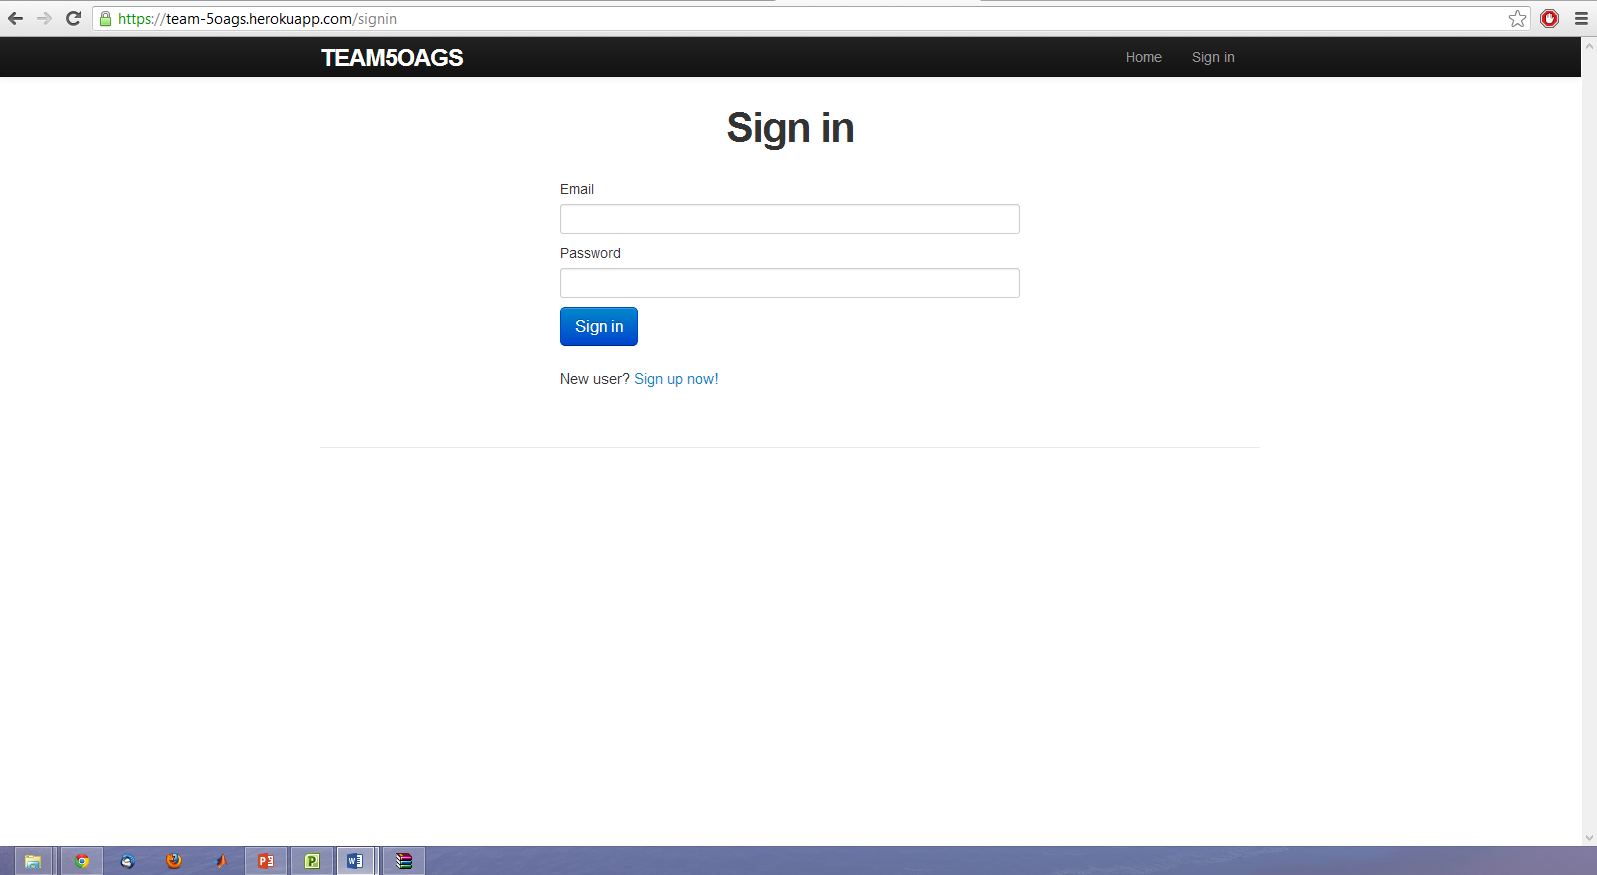 https://team-5oags.herokuapp.com/signin
TEAM5OAGS
Home
Sign in
Sign in
Email
Password
Sign in
New user? Sign up now!